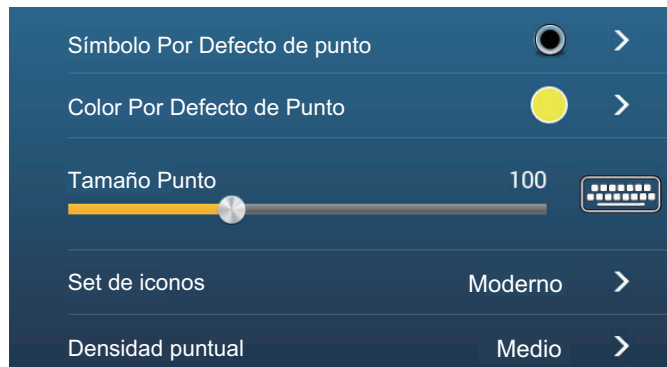 Símbolo Por Defecto de punto
Color Por Defecto de Punto
Tamaño Punto 100
Set de iconos Moderno
Densidad puntual Medio